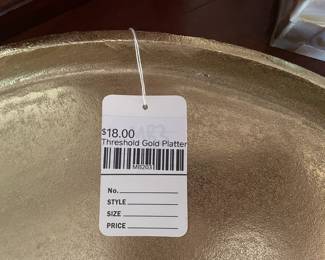 $18.00
Threshold Gold Platter
No.
STYLE
SIZE
PRICE